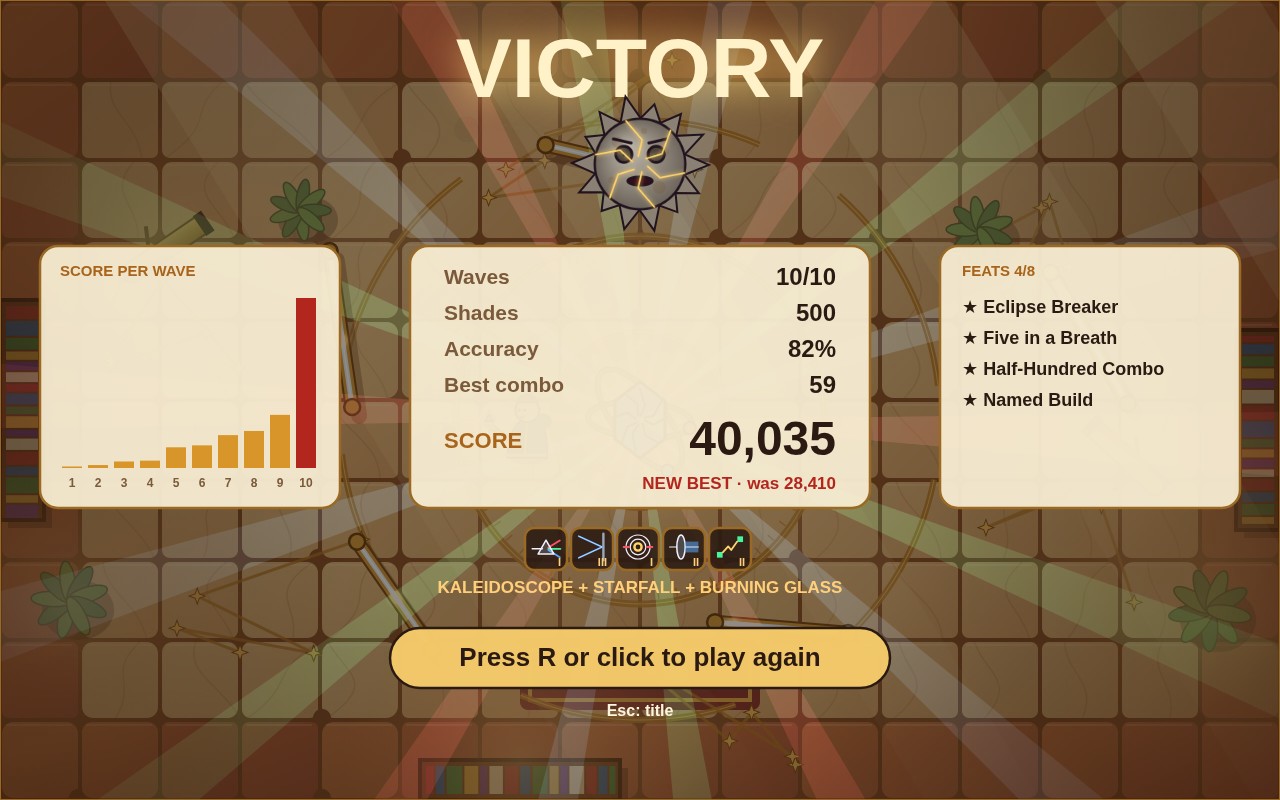 VICTORY
SCORE PER WAVE
1 2 3 4 5 6 7 8 9 10
Waves 10/10
Shades 500
Accuracy 82%
Best combo 59
SCORE 40,035
NEW BEST · was 28,410
FEATS 4/8
★ Eclipse Breaker
★ Five in a Breath
★ Half-Hundred Combo
★ Named Build
I III I II II
KALEIDOSCOPE + STARFALL + BURNING GLASS
Press R or click to play again
Esc: title